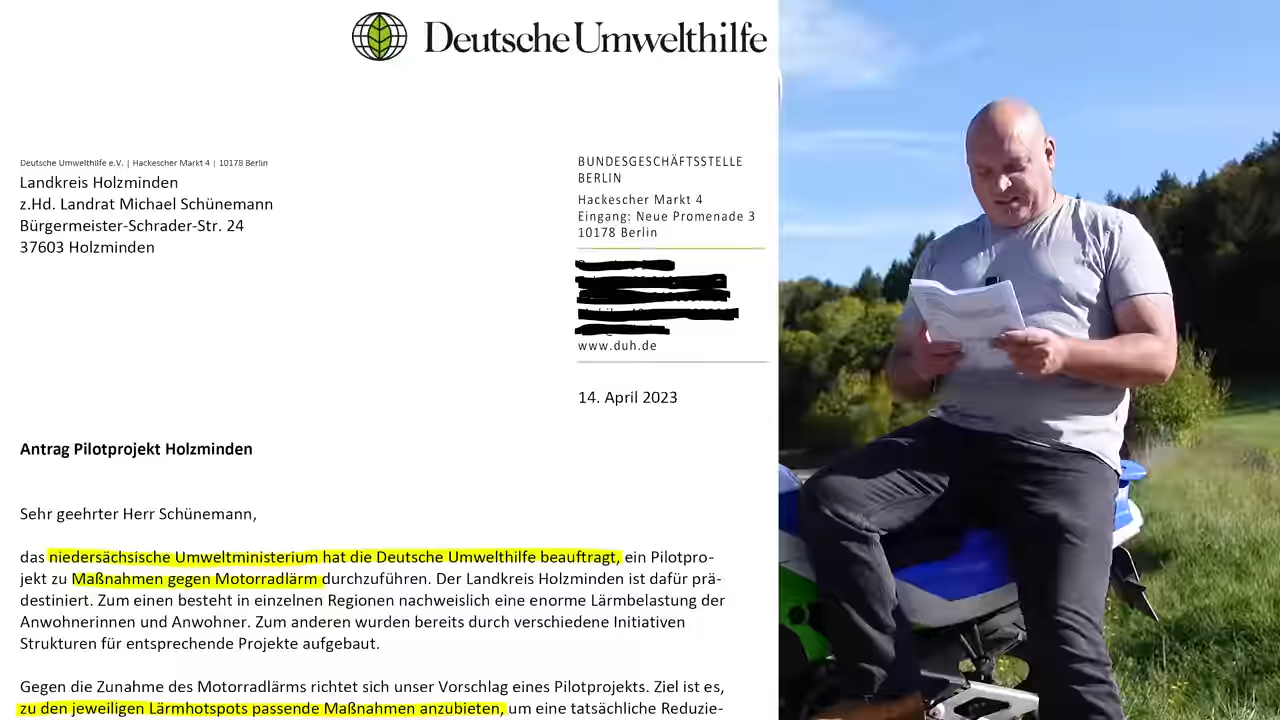 Deutsche Umwelthilfe
Deutsche Umwelthilfe e.V. | Hackescher Markt 4 | 10178 Berlin
Landkreis Holzminden
z.Hd. Landrat Michael Schünemann
Bürgermeister-Schrader-Str. 24
37603 Holzminden
BUNDESGESCHÄFTSSTELLE
BERLIN
Hackescher Markt 4
Eingang: Neue Promenade 3
10178 Berlin
www.duh.de
14. April 2023
Antrag Pilotprojekt Holzminden
Sehr geehrter Herr Schünemann,
das niedersächsische Umweltministerium hat die Deutsche Umwelthilfe beauftragt, ein Pilotpro-
jekt zu Maßnahmen gegen Motorradlärm durchzuführen. Der Landkreis Holzminden ist dafür prä-
destiniert. Zum einen besteht in einzelnen Regionen nachweislich eine enorme Lärmbelastung der
Anwohnerinnen und Anwohner. Zum anderen wurden bereits durch verschiedene Initiativen
Strukturen für entsprechende Projekte aufgebaut.
Gegen die Zunahme des Motorradlärms richtet sich unser Vorschlag eines Pilotprojekts. Ziel ist es,
zu den jeweiligen Lärmhotspots passende Maßnahmen anzubieten, um eine tatsächliche Reduzie-